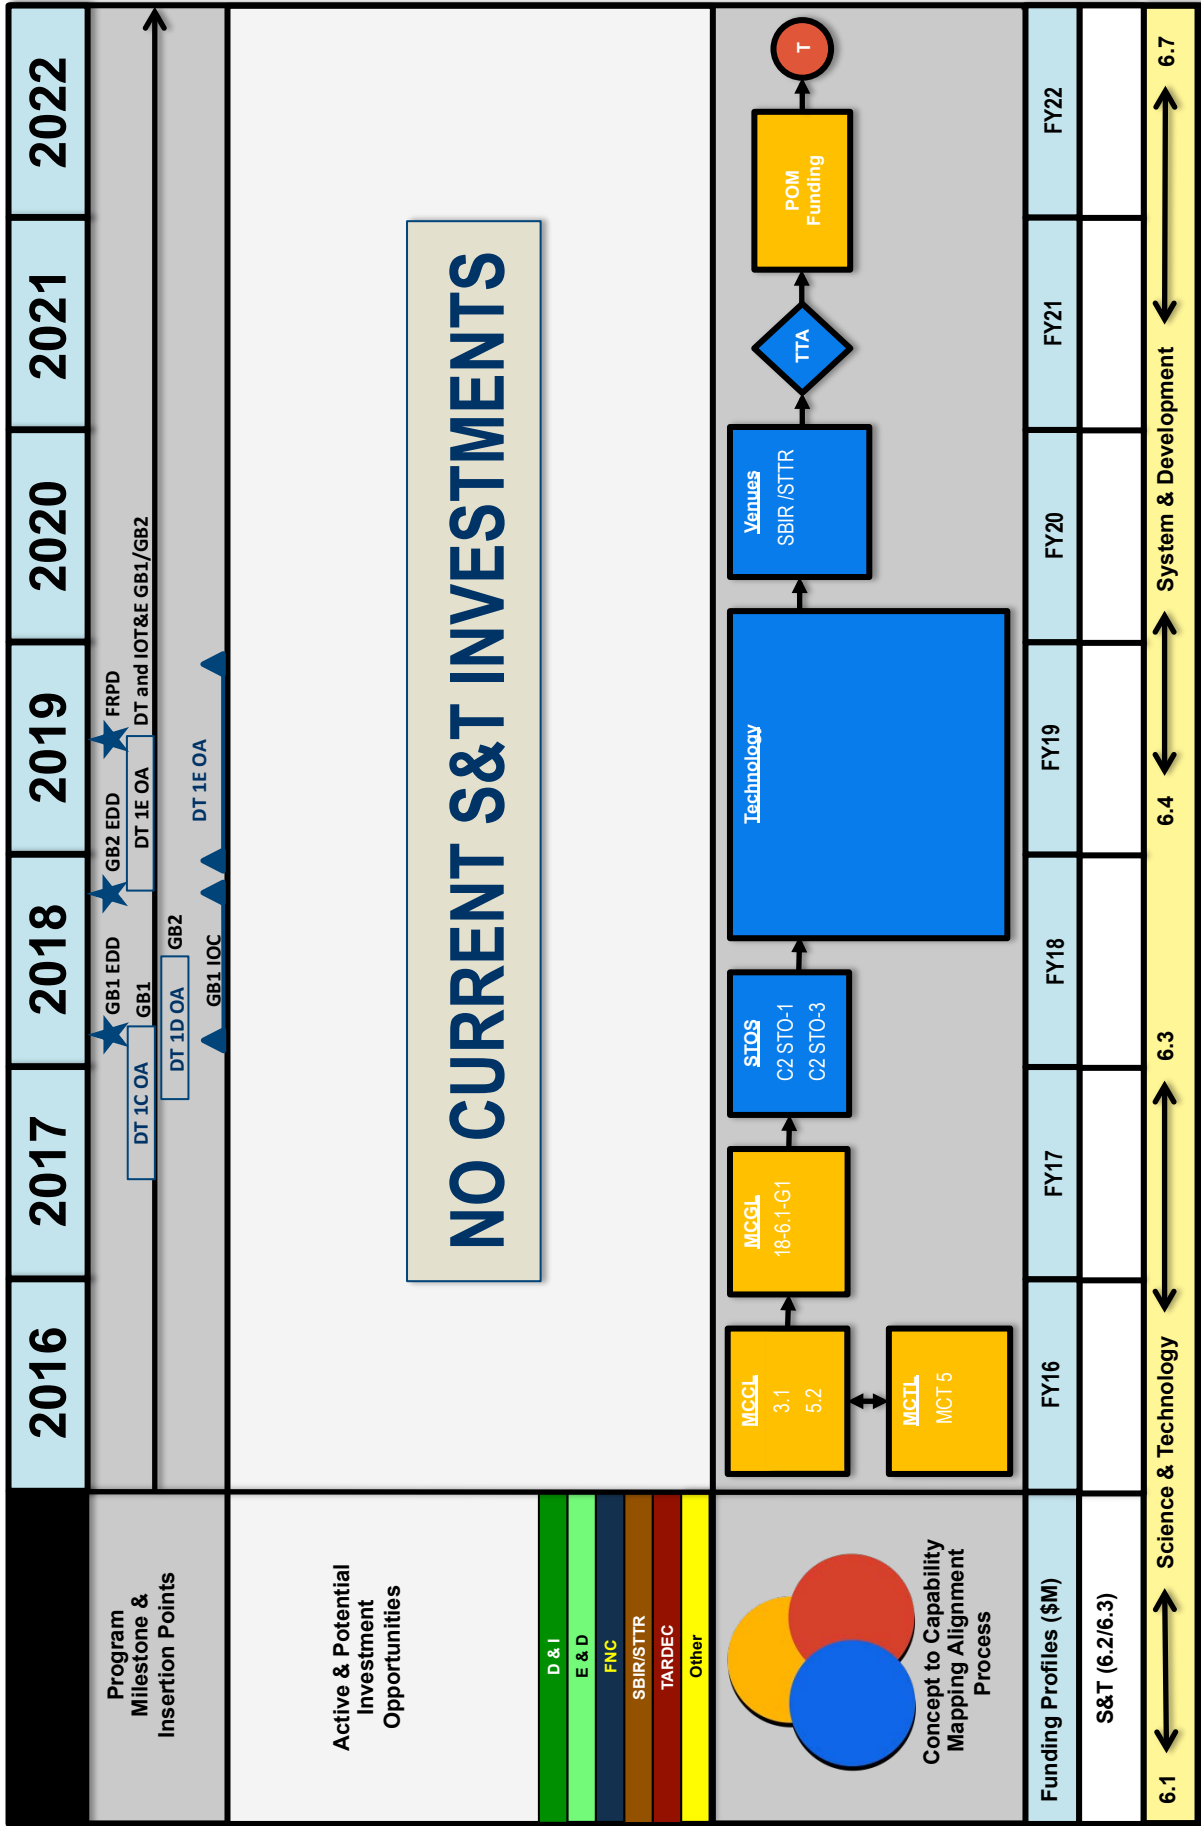 2016
2017
2018
2019
2020
2021
2022
Program
Milestone &
Insertion Points
GB1 EDD
GB2 EDD
FRPD
DT 1C OA
GB1
DT 1E OA
DT and IOT&E GB1/GB2
DT 1D OA
GB2
GB1 IOC
DT 1E OA
Active & Potential
Investment
Opportunities
NO CURRENT S&T INVESTMENTS
D & I
E & D
FNC
SBIR/STTR
TARDEC
Other
Concept to Capability
Mapping Alignment
Process
MCCL
3.1
5.2
MCTL
MCT 5
MCGL
18-6.1-G1
STOS
C2 STO-1
C2 STO-3
Technology
Venues
SBIR /STTR
TTA
POM
Funding
T
Funding Profiles ($M)
FY16
FY17
FY18
FY19
FY20
FY21
FY22
S&T (6.2/6.3)
6.1
Science & Technology
6.3
6.4
System & Development
6.7